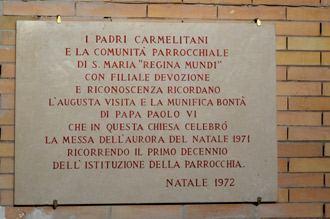 I PADRI CARMELITANI
E LA COMUNITÀ PARROCCHIALE
DI S. MARIA "REGINA MUNDI"
CON FILIALE DEVOZIONE
E RICONOSCENZA RICORDANO
L'AUGUSTA VISITA E LA MUNIFICA BONTÀ
DI PAPA PAOLO VI
CHE IN QUESTA CHIESA CELEBRÒ
LA MESSA DELL'AURORA DEL NATALE 1971
RICORRENDO IL PRIMO DECENNIO
DELL'ISTITUZIONE DELLA PARROCCHIA.
NATALE 1972